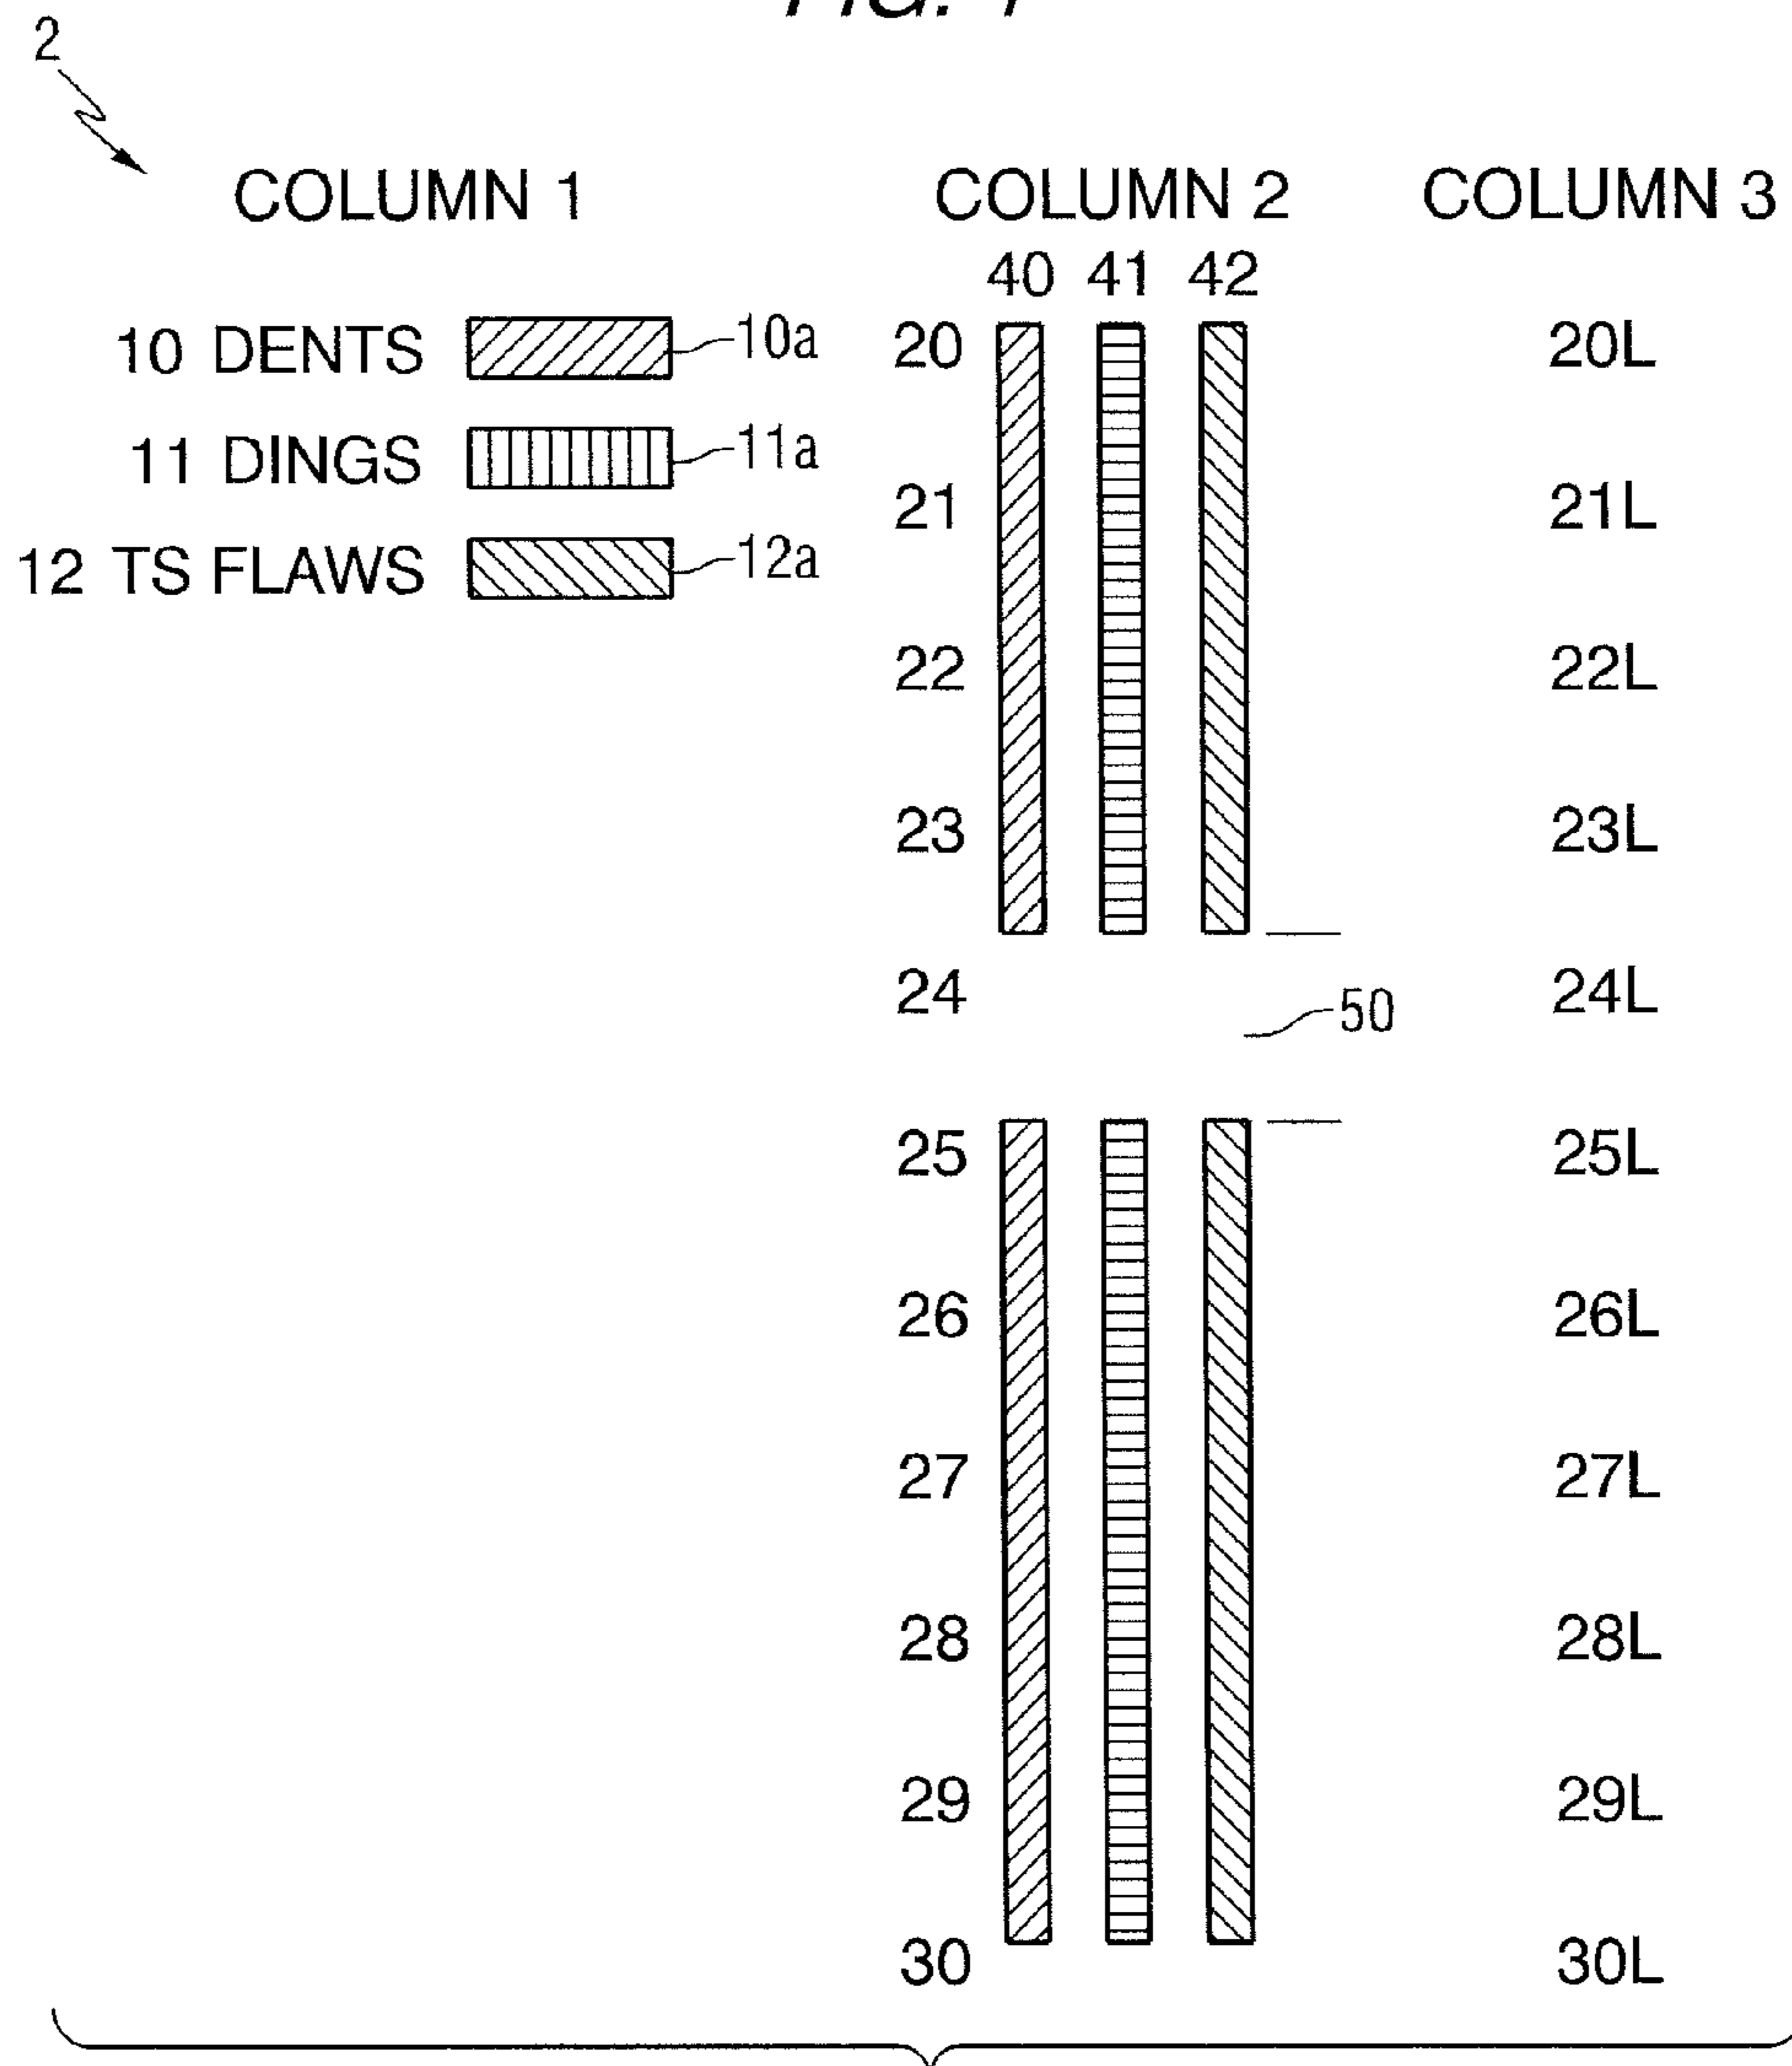 2
COLUMN 1 COLUMN 2 COLUMN 3
40 41 42
10 DENTS 10a 20 20L
11 DINGS 11a
21 21L
12 TS FLAWS 12a
22 22L
23 23L
24 24L
50
25 25L
26 26L
27 27L
28 28L
29 29L
30 30L